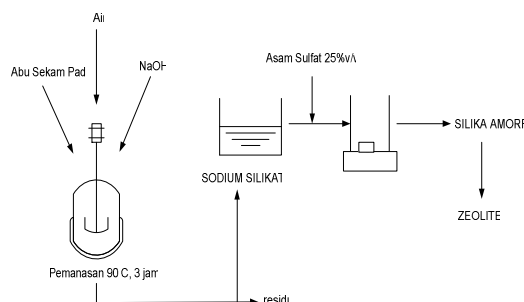 Air
Abu Sekam Pad
NaOH
Asam Sulfat 25%v/v
SODIUM SILIKAT
SILIKA AMORF
ZEOLITE
Pemanasan 90 C, 3 jam
residu